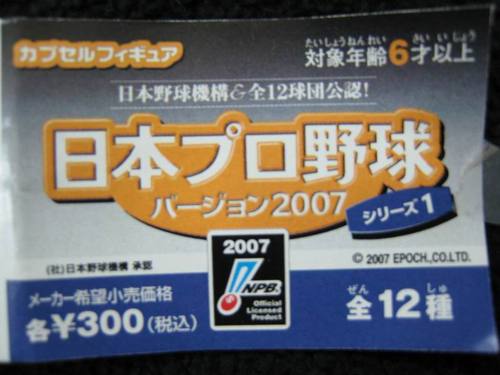 カプセルフィギュア
たいしょうねんれい さいいじょう
対象年齢6才以上
日本野球機構&全12球団公認!
日本プロ野球
バージョン2007
シリーズ1
(社)日本野球機構 承認
2007
NPB
Official
Licensed
Product
© 2007 EPOCH.,CO.LTD.
メーカー希望小売価格
各¥300(税込)
ぜん しゅ
全12種